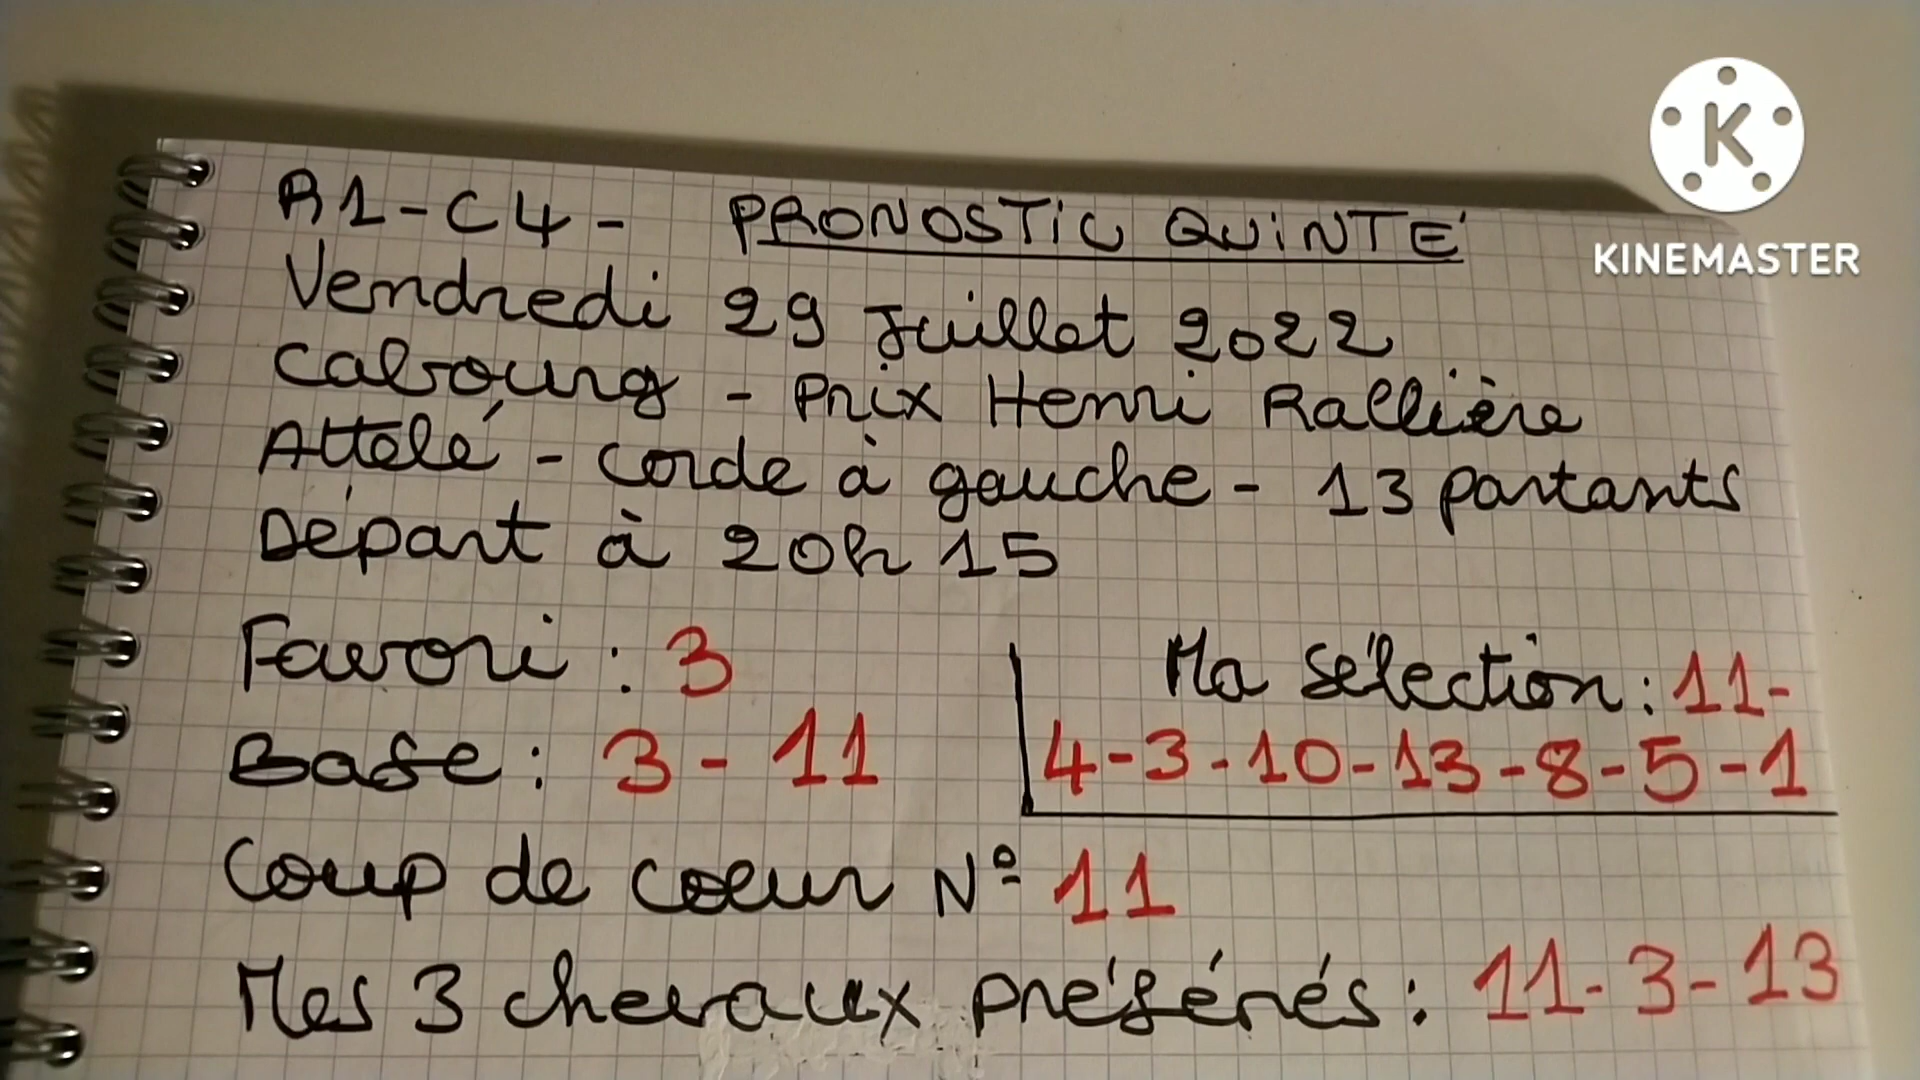 R1-C4- PRONOSTIC QUINTÉ
Vendredi 29 Juillet 2022
Cabourg - Prix Henri Rallière
Attelé - Corde à gauche - 13 partants
Départ à 20h15
Favori : 3
Base : 3 - 11
Ma Sélection : 11-
4-3-10-13-8-5-1
Coup de coeur Nº 11
Mes 3 chevaux préférés : 11-3-13
K
KINEMASTER